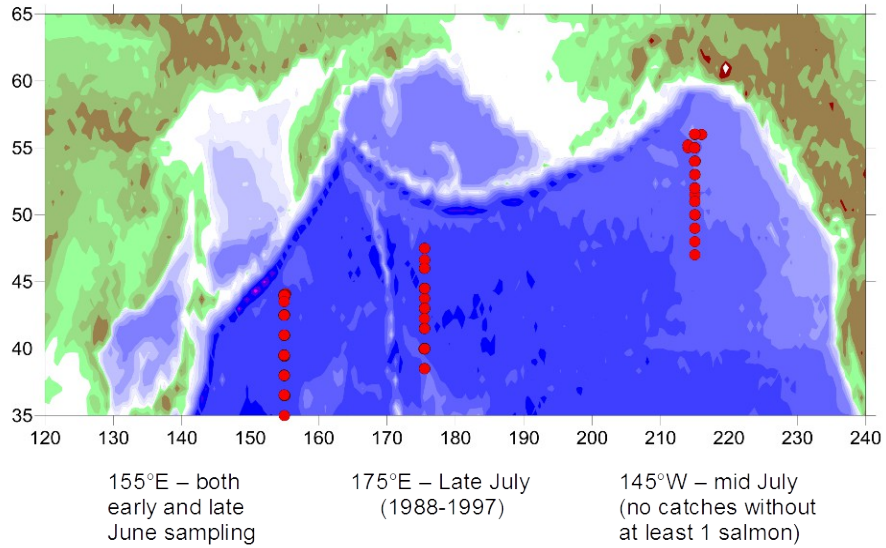 65
60
55
50
45
40
35
120 130 140 150 160 170 180 190 200 210 220 230 240
155°E – both
early and late
June sampling
175°E – Late July
(1988-1997)
145°W – mid July
(no catches without
at least 1 salmon)